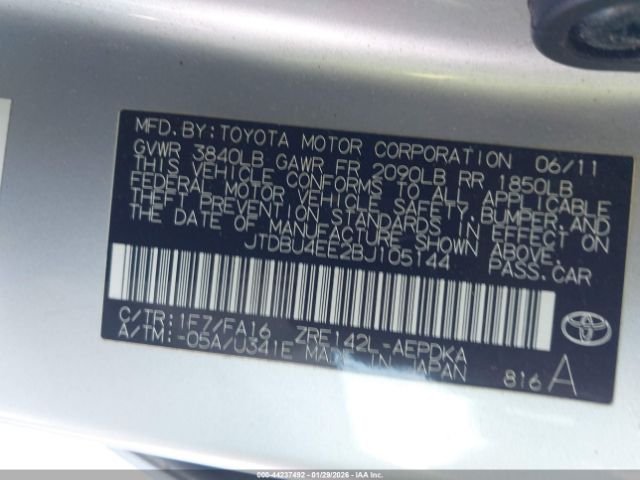 MFD.BY:TOYOTA MOTOR CORPORATION 06/11
GVWR 3840LB GAWR FR 2090LB RR 1850LB
THIS VEHICLE CONFORMS TO ALL APPLICABLE
FEDERAL MOTOR VEHICLE SAFETY,BUMPER,AND
THEFT PREVENTION STANDARDS IN EFFECT ON
THE DATE OF MANUFACTURE SHOWN ABOVE.
JTDBU4EE2BJ105144 PASS.CAR
C/TR:1F7/FA16 ZRE142L-AEPDKA
A/TM:-05A/U341E MADE IN JAPAN
816 A
000-44237492 - 01/29/2026 - IAA Inc.